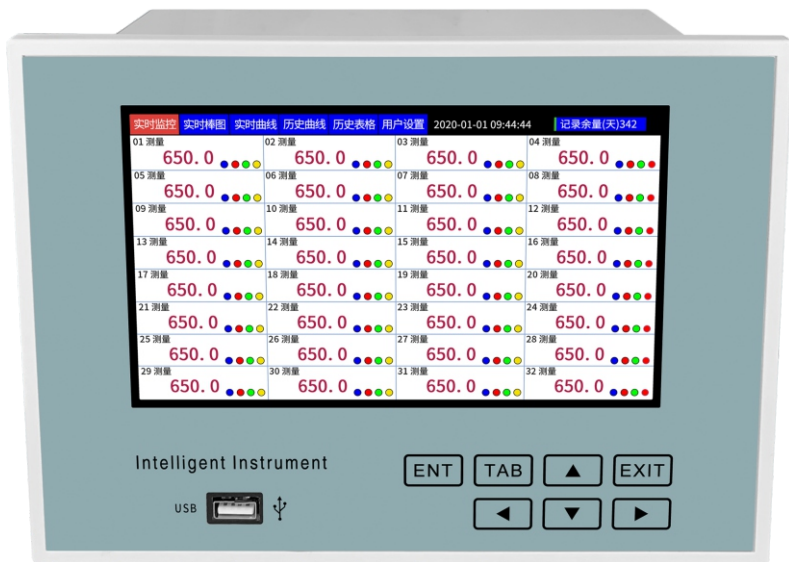 实时监控 实时棒图 实时曲线 历史曲线 历史表格 用户设置 2020-01-01 09:44:44 记录余量(天)342
01 测量 02 测量 03 测量 04 测量
650.0 650.0 650.0 650.0
05 测量 06 测量 07 测量 08 测量
650.0 650.0 650.0 650.0
09 测量 10 测量 11 测量 12 测量
650.0 650.0 650.0 650.0
13 测量 14 测量 15 测量 16 测量
650.0 650.0 650.0 650.0
17 测量 18 测量 19 测量 20 测量
650.0 650.0 650.0 650.0
21 测量 22 测量 23 测量 24 测量
650.0 650.0 650.0 650.0
25 测量 26 测量 27 测量 28 测量
650.0 650.0 650.0 650.0
29 测量 30 测量 31 测量 32 测量
650.0 650.0 650.0 650.0
Intelligent Instrument
ENT TAB EXIT
USB